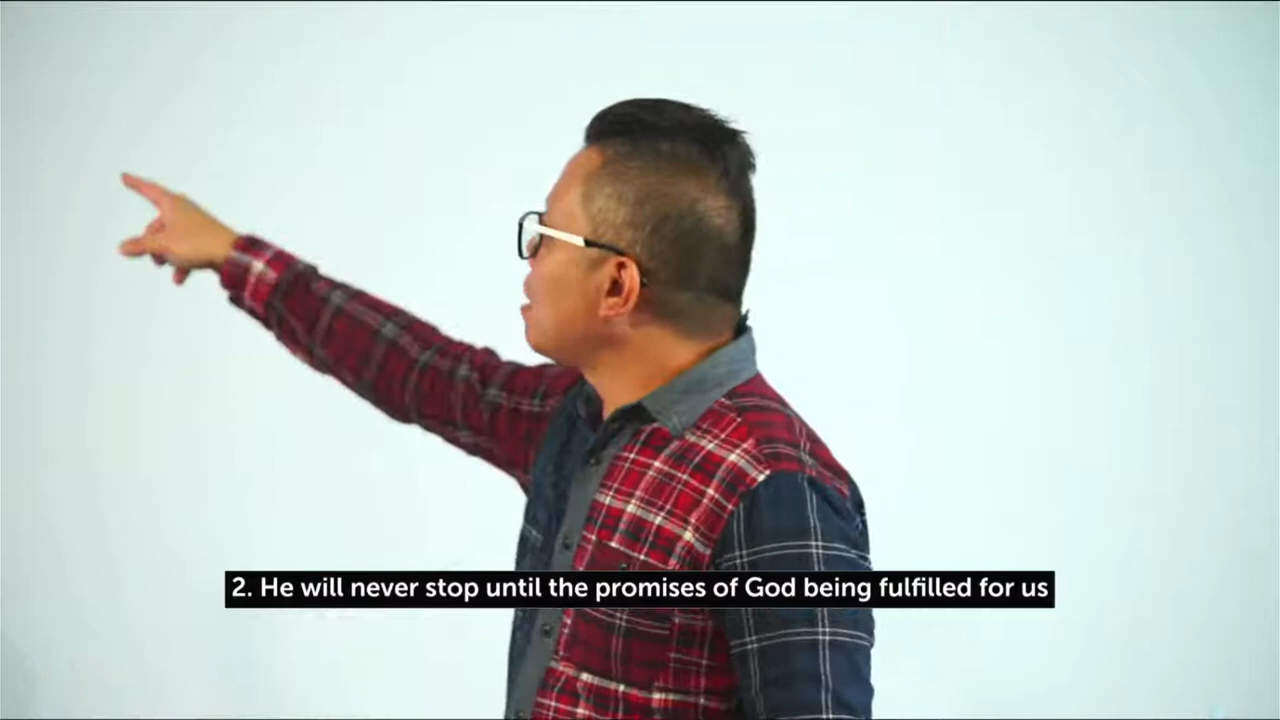 2. He will never stop until the promises of God being fulfilled for us